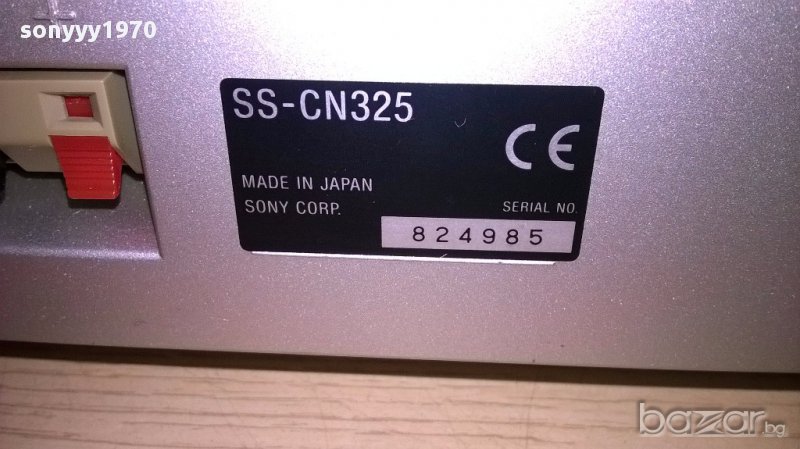 sonyyy1970
+
SS-CN325
CE
MADE IN JAPAN
SONY CORP.
SERIAL NO.
824985
bazar.bg